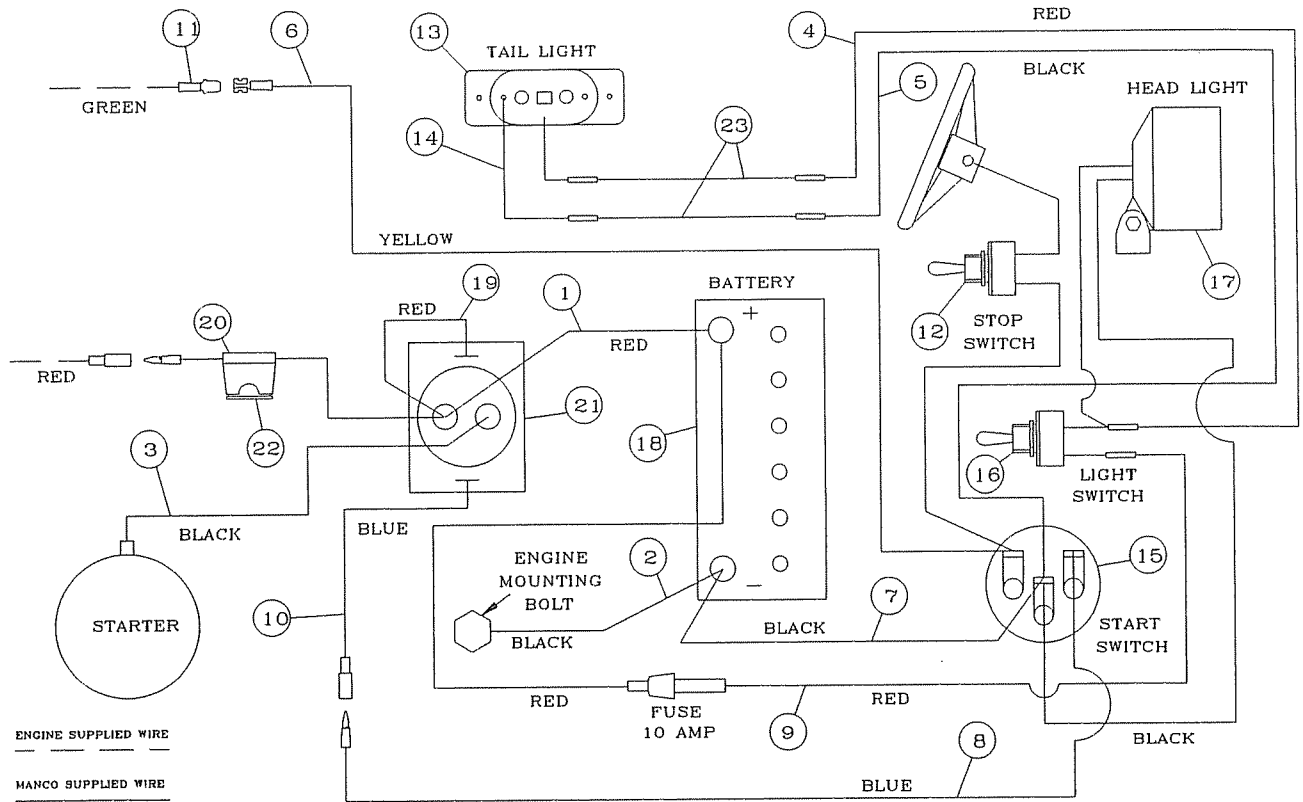 RED
11
6
13
TAIL LIGHT
4
BLACK
5
HEAD LIGHT
GREEN
14
23
YELLOW
19
1
BATTERY
17
12
STOP
SWITCH
20
RED
RED
+
RED
22
21
18
3
16
LIGHT
SWITCH
BLACK
BLUE
ENGINE
MOUNTING
BOLT
2
15
10
STARTER
BLACK
–
7
BLACK
START
SWITCH
RED
FUSE
10 AMP
RED
9
8
BLACK
ENGINE SUPPLIED WIRE
MANCO SUPPLIED WIRE
BLUE